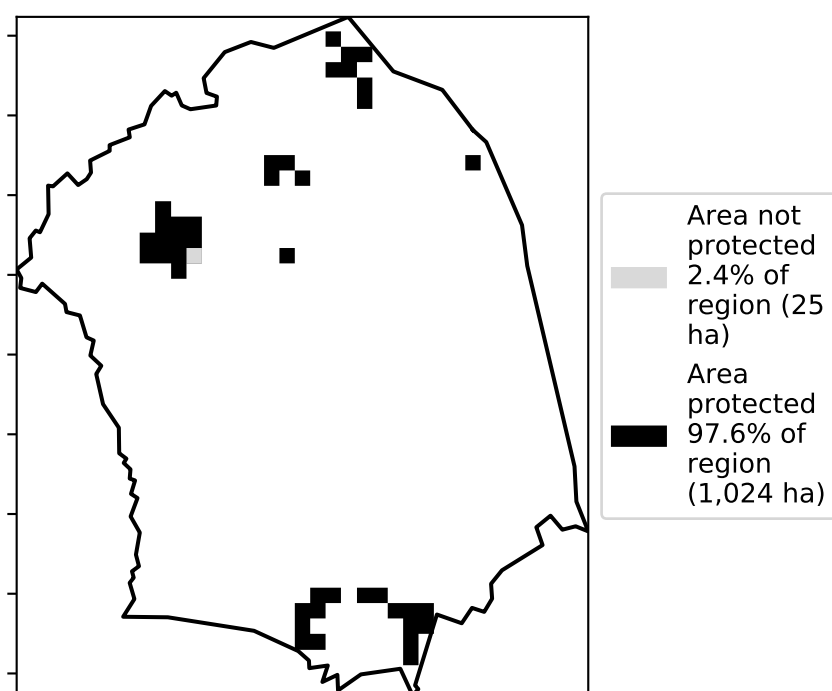 Area not
protected
2.4% of
region (25
ha)
Area
protected
97.6% of
region
(1,024 ha)